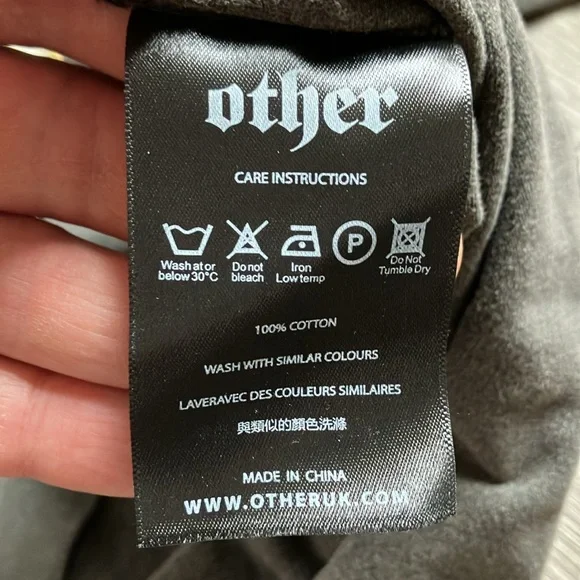 other
CARE INSTRUCTIONS
Wash at or below 30°C
Do not bleach
Iron Low temp
P
Do Not Tumble Dry
100% COTTON
WASH WITH SIMILAR COLOURS
LAVERAVEC DES COULEURS SIMILAIRES
與類似的顏色洗滌
MADE IN CHINA
WWW.OTHERUK.COM